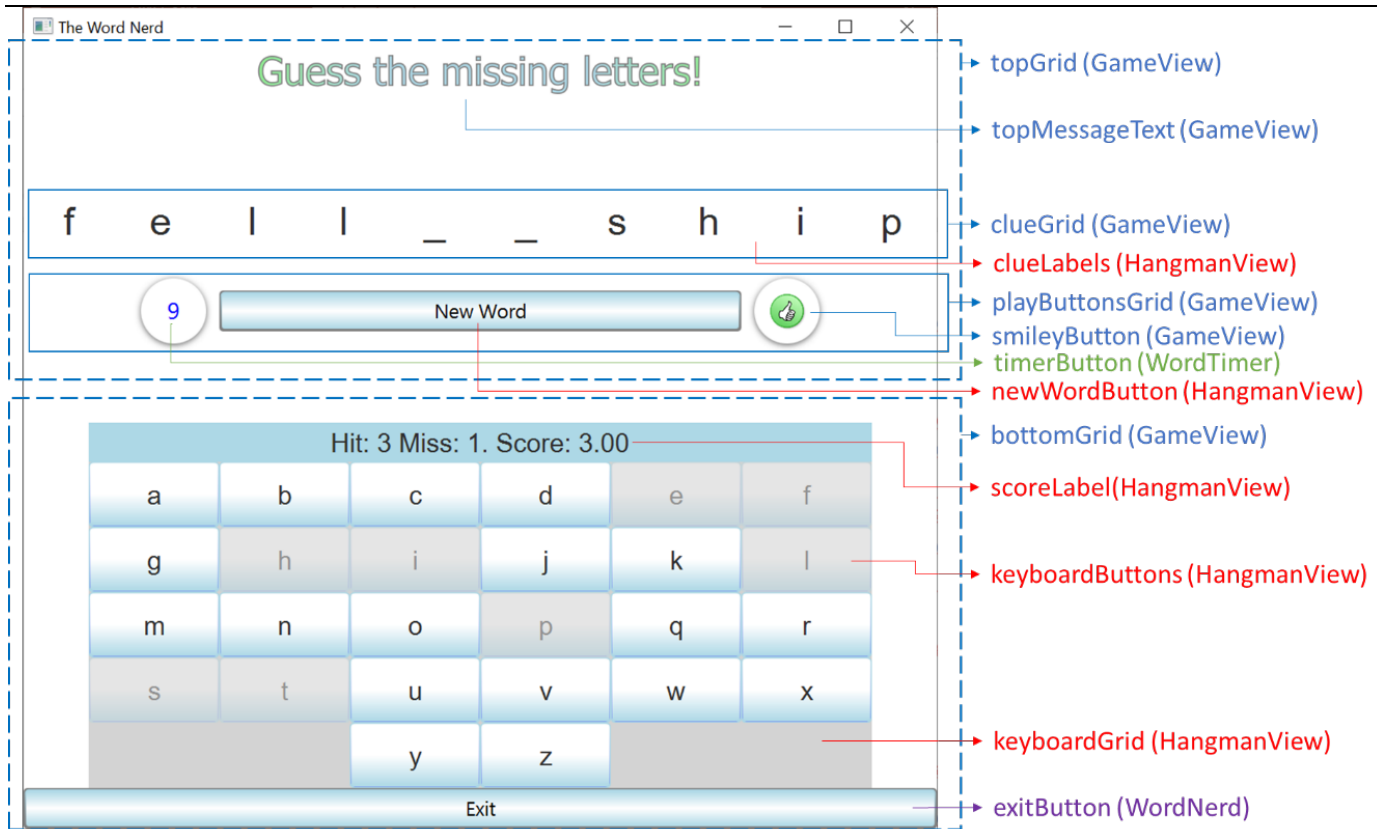 The Word Nerd
Guess the missing letters!
topGrid (GameView)
topMessageText (GameView)
f e l l _ _ s h i p
clueGrid (GameView)
clueLabels (HangmanView)
9 New Word
playButtonsGrid (GameView)
smileyButton (GameView)
timerButton (WordTimer)
newWordButton (HangmanView)
bottomGrid (GameView)
Hit: 3 Miss: 1. Score: 3.00
scoreLabel(HangmanView)
a b c d e f
g h i j k l
keyboardButtons (HangmanView)
m n o p q r
s t u v w x
y z
keyboardGrid (HangmanView)
Exit
exitButton (WordNerd)